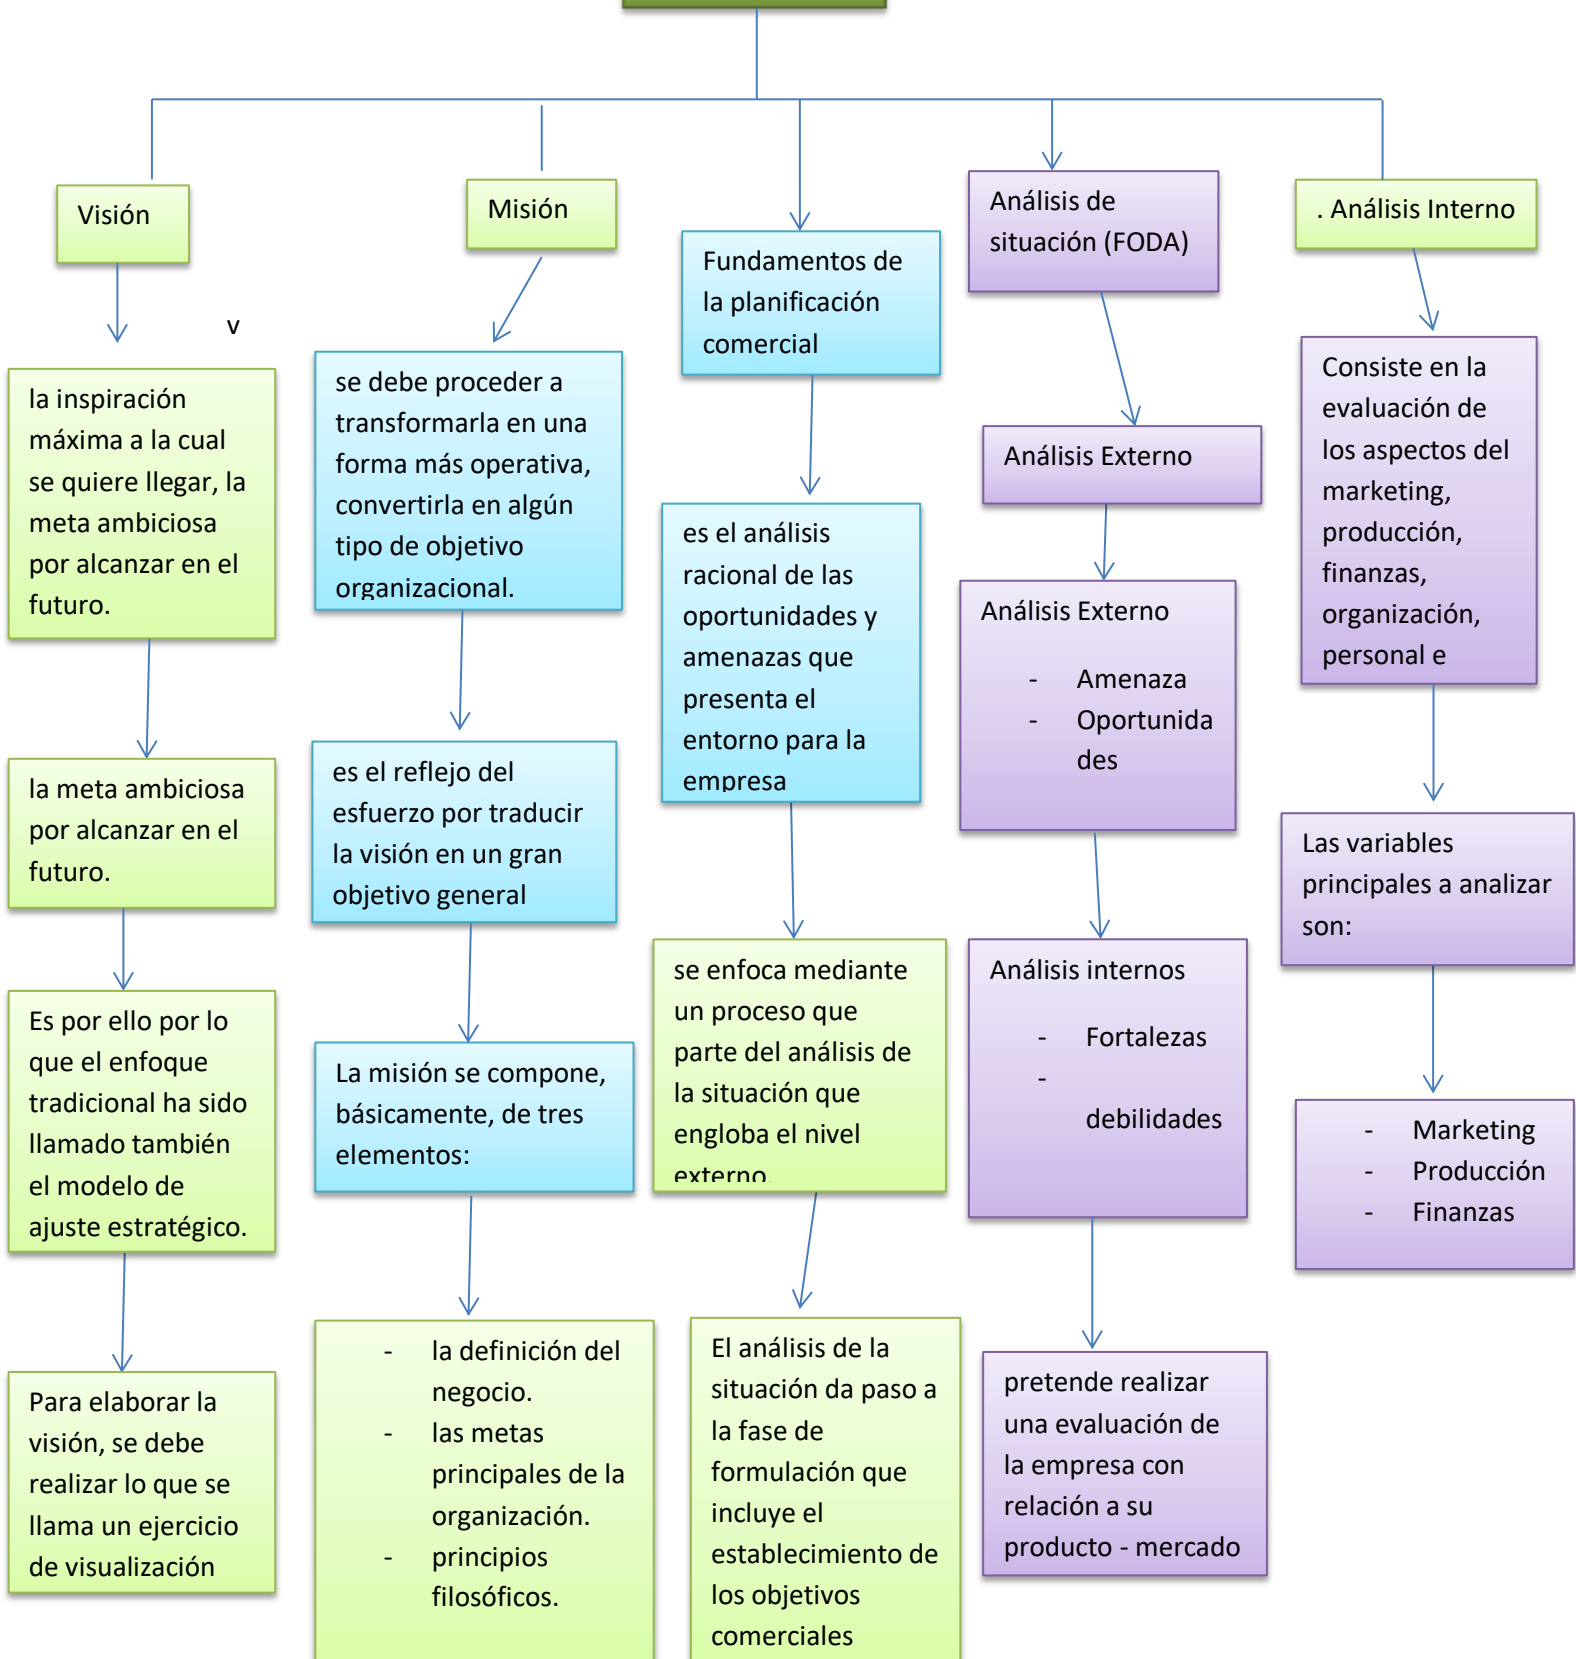 Visión
Misión
Fundamentos de
la planificación
comercial
Análisis de
situación (FODA)
. Análisis Interno
v
la inspiración
máxima a la cual
se quiere llegar, la
meta ambiciosa
por alcanzar en el
futuro.
la meta ambiciosa
por alcanzar en el
futuro.
Es por ello por lo
que el enfoque
tradicional ha sido
llamado también
el modelo de
ajuste estratégico.
Para elaborar la
visión, se debe
realizar lo que se
llama un ejercicio
de visualización
se debe proceder a
transformarla en una
forma más operativa,
convertirla en algún
tipo de objetivo
organizacional.
es el reflejo del
esfuerzo por traducir
la visión en un gran
objetivo general
La misión se compone,
básicamente, de tres
elementos:
- la definición del
negocio.
- las metas
principales de la
organización.
- principios
filosóficos.
es el análisis
racional de las
oportunidades y
amenazas que
presenta el
entorno para la
empresa
se enfoca mediante
un proceso que
parte del análisis de
la situación que
engloba el nivel
externo.
El análisis de la
situación da paso a
la fase de
formulación que
incluye el
establecimiento de
los objetivos
comerciales
Análisis Externo
Análisis Externo
- Amenaza
- Oportunida
des
Análisis internos
- Fortalezas
-
debilidades
pretende realizar
una evaluación de
la empresa con
relación a su
producto - mercado
Consiste en la
evaluación de
los aspectos del
marketing,
producción,
finanzas,
organización,
personal e
Las variables
principales a analizar
son:
- Marketing
- Producción
- Finanzas